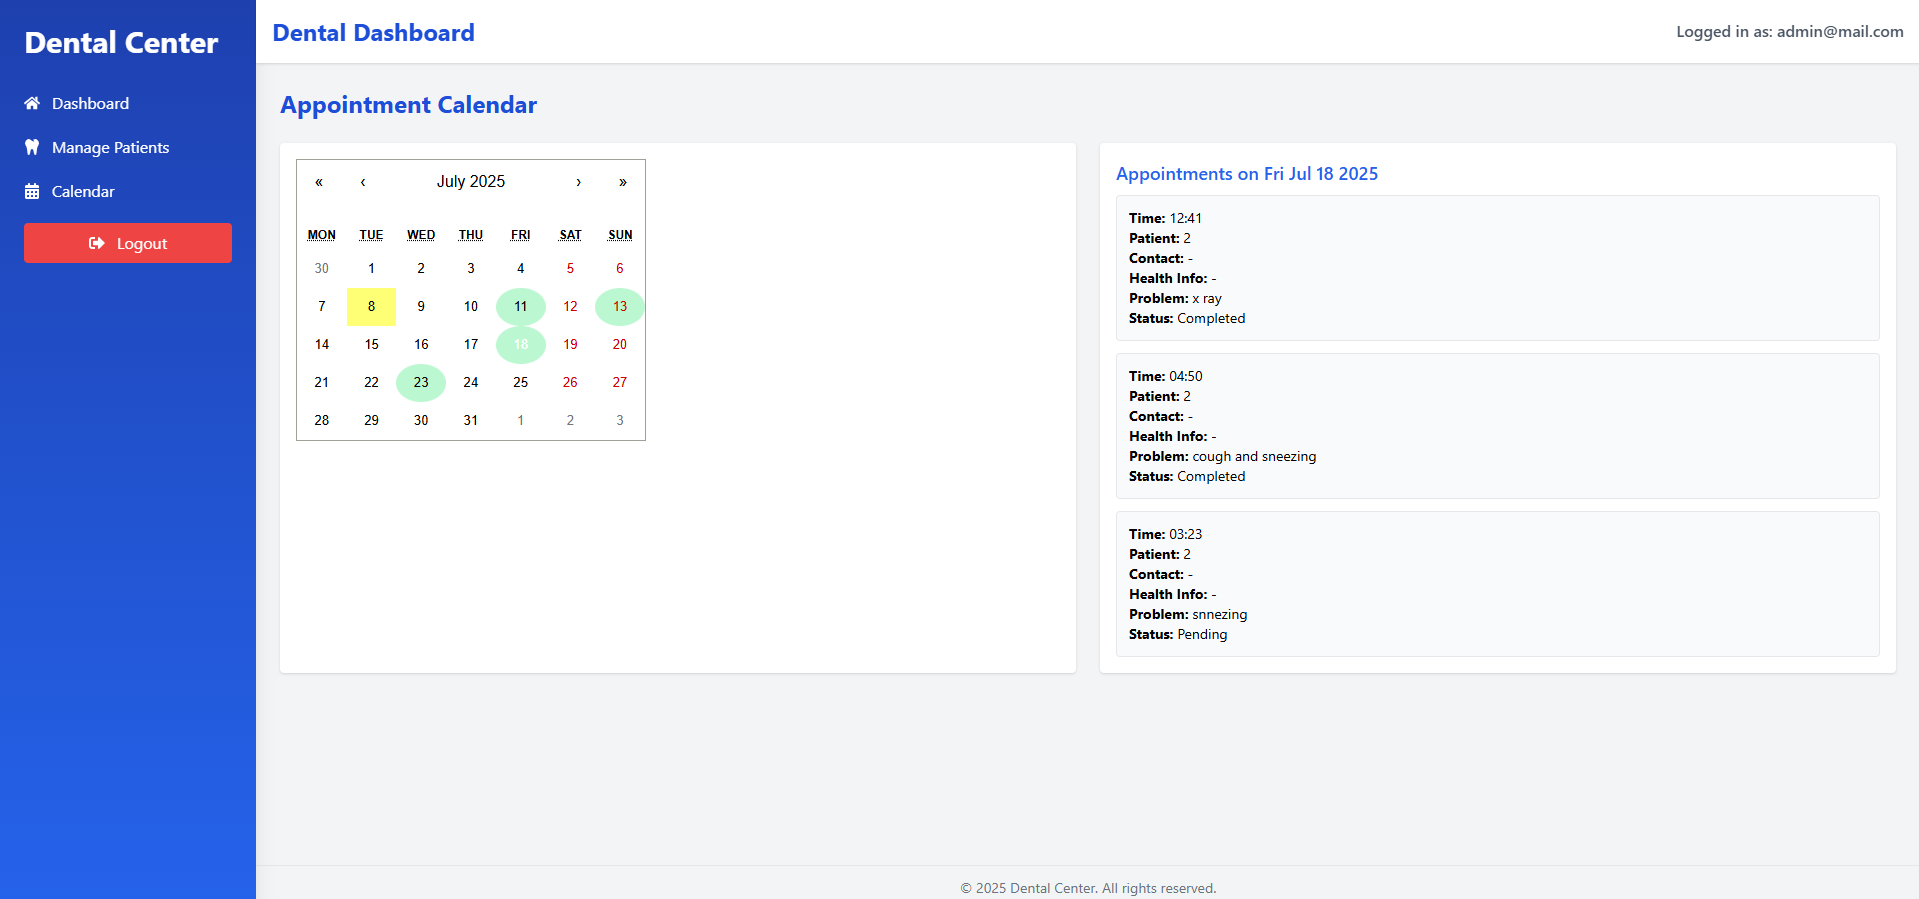 Dental Center
Dashboard
Manage Patients
Calendar
Logout
Dental Dashboard
Logged in as: admin@mail.com
Appointment Calendar
« ‹ July 2025 › »
MON TUE WED THU FRI SAT SUN
30 1 2 3 4 5 6
7 8 9 10 11 12 13
14 15 16 17 18 19 20
21 22 23 24 25 26 27
28 29 30 31 1 2 3
Appointments on Fri Jul 18 2025
Time: 12:41
Patient: 2
Contact: -
Health Info: -
Problem: x ray
Status: Completed
Time: 04:50
Patient: 2
Contact: -
Health Info: -
Problem: cough and sneezing
Status: Completed
Time: 03:23
Patient: 2
Contact: -
Health Info: -
Problem: snnezing
Status: Pending
© 2025 Dental Center. All rights reserved.